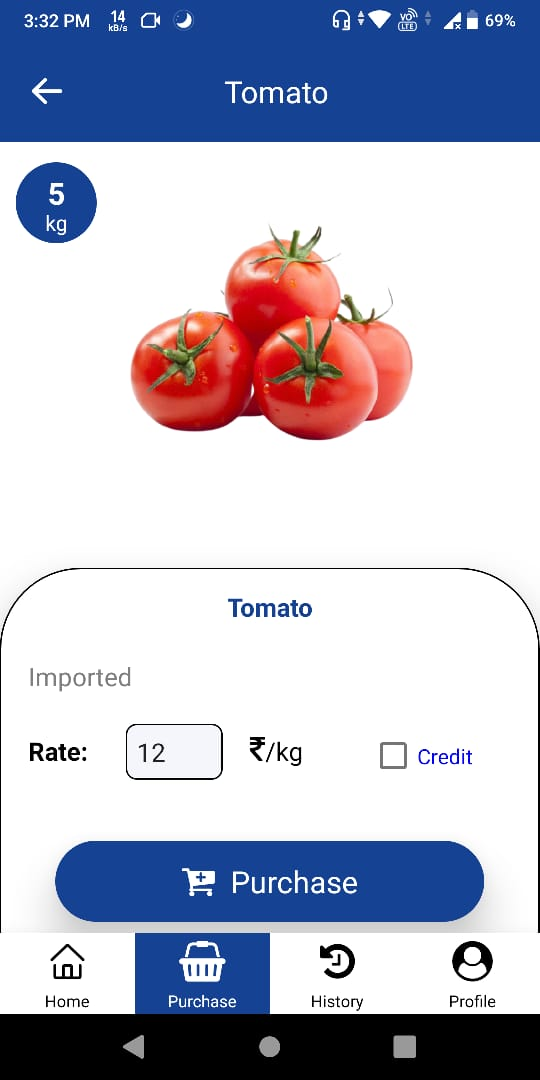 3:32 PM 14 kB/s VO LTE 69%
Tomato
5
kg
Tomato
Imported
Rate: 12 ₹/kg Credit
Purchase
Home Purchase History Profile